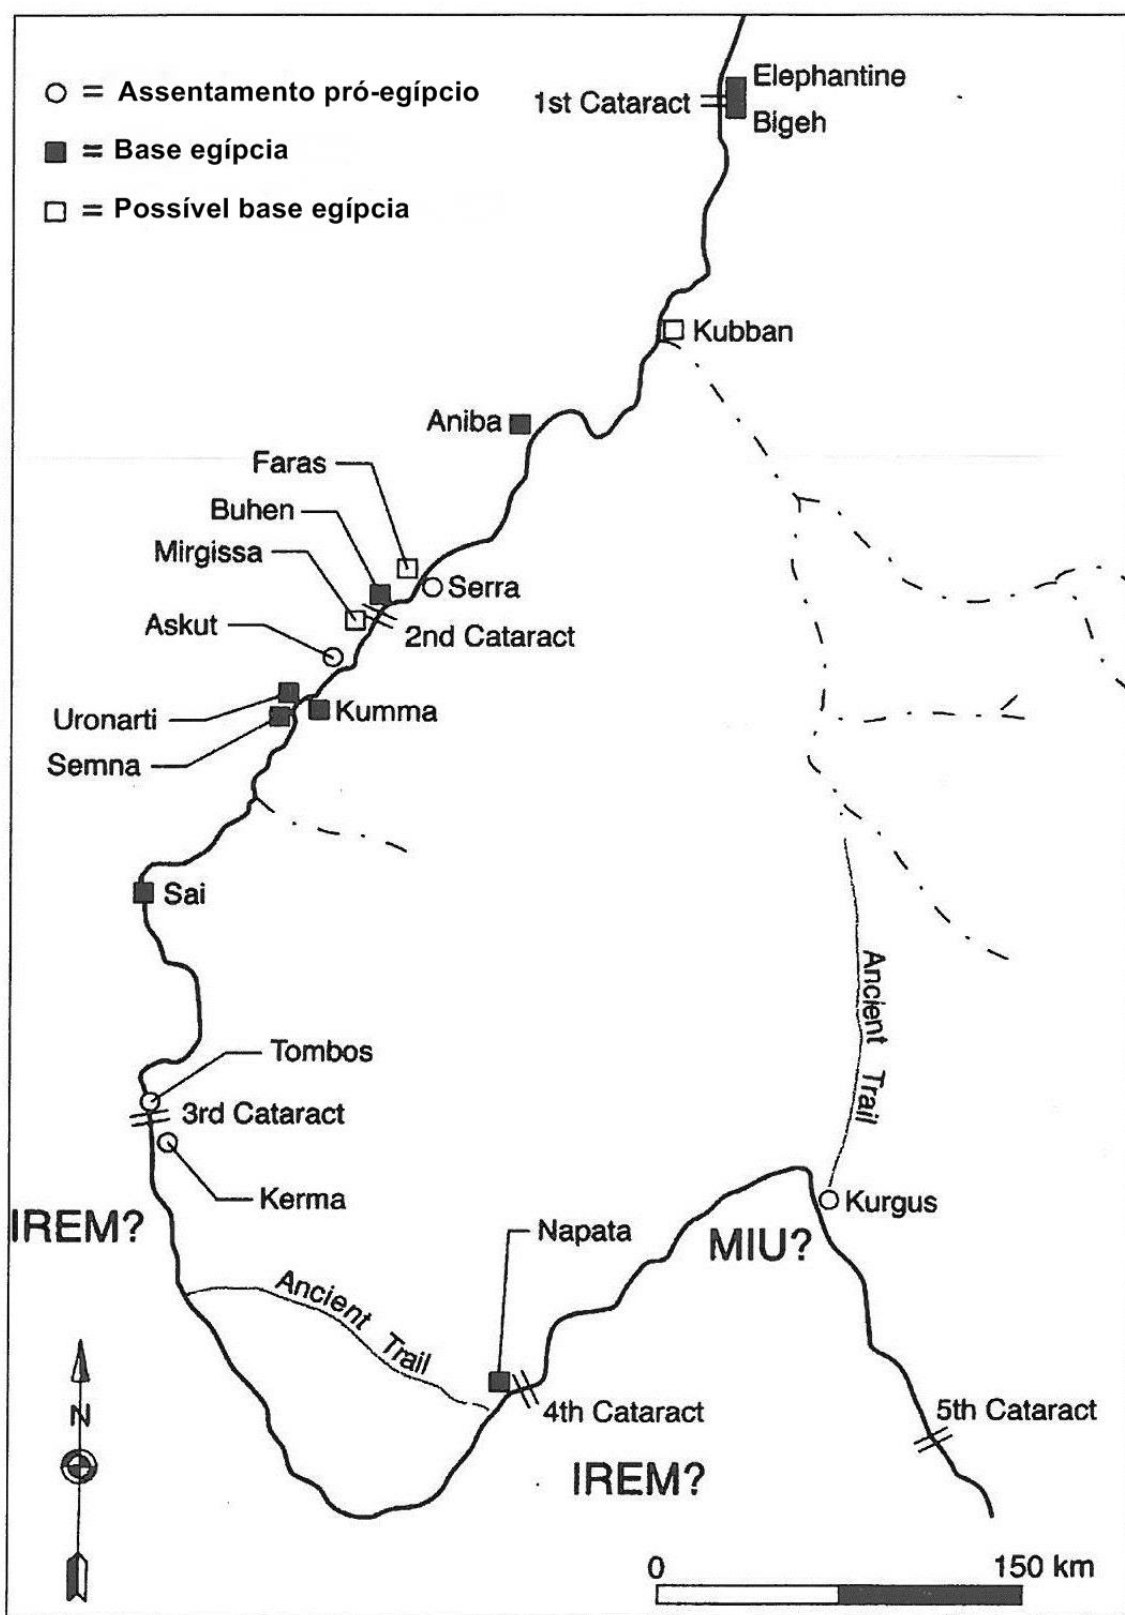 = Assentamento pró-egípcio
= Base egípcia
= Possível base egípcia
Elephantine
1st Cataract
Bigeh
Kubban
Aniba
Faras
Buhen
Mirgissa
Serra
Askut
2nd Cataract
Uronarti
Kumma
Semna
Sai
Ancient Trail
Tombos
3rd Cataract
Kerma
Kurgus
IREM?
Napata
MIU?
Ancient Trail
4th Cataract
5th Cataract
N
IREM?
0 150 km